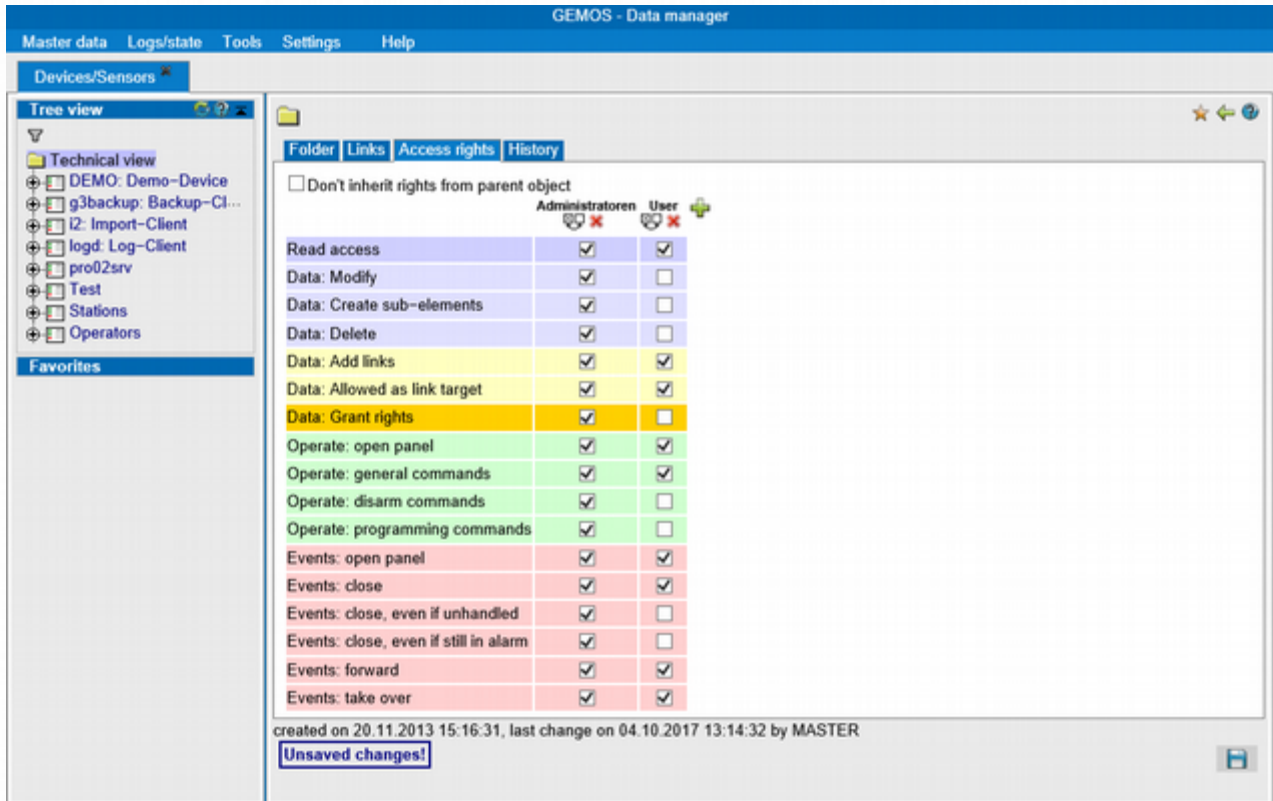 GEMOS - Data manager
Master data Logs/state Tools Settings Help
Devices/Sensors
Tree view
Technical view
DEMO: Demo-Device
g3backup: Backup-Cl...
i2: Import-Client
logd: Log-Client
pro02srv
Test
Stations
Operators
Favorites
Folder Links Access rights History
Don't inherit rights from parent object
Administratoren User
Read access
Data: Modify
Data: Create sub-elements
Data: Delete
Data: Add links
Data: Allowed as link target
Data: Grant rights
Operate: open panel
Operate: general commands
Operate: disarm commands
Operate: programming commands
Events: open panel
Events: close
Events: close, even if unhandled
Events: close, even if still in alarm
Events: forward
Events: take over
created on 20.11.2013 15:16:31, last change on 04.10.2017 13:14:32 by MASTER
Unsaved changes!